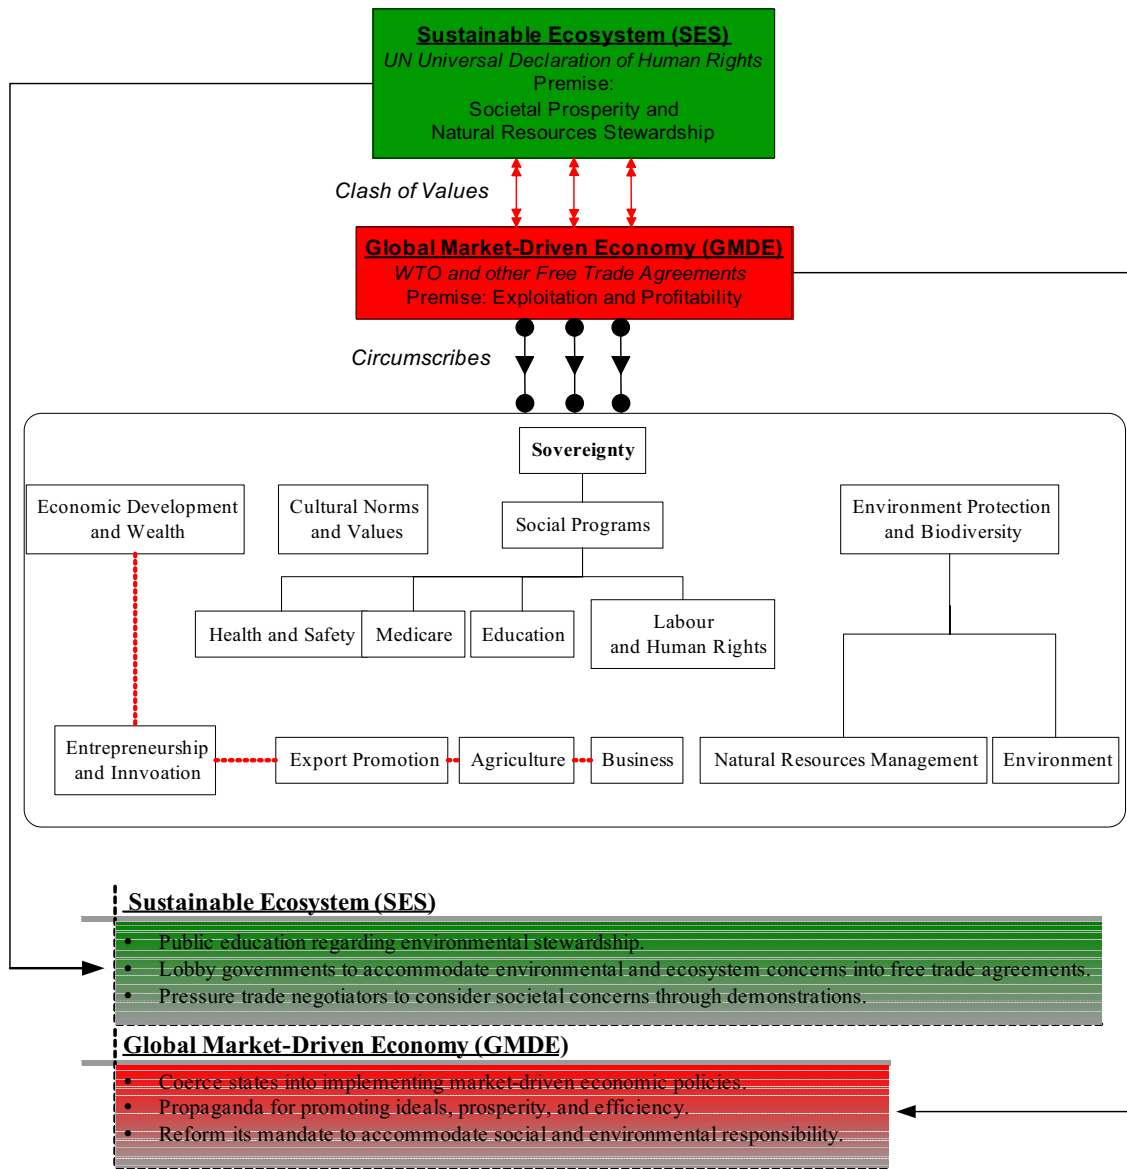 Sustainable Ecosystem (SES)
UN Universal Declaration of Human Rights
Premise:
Societal Prosperity and
Natural Resources Stewardship
Clash of Values
Global Market-Driven Economy (GMDE)
WTO and other Free Trade Agreements
Premise: Exploitation and Profitability
Circumscribes
Sovereignty
Economic Development
and Wealth
Cultural Norms
and Values
Social Programs
Environment Protection
and Biodiversity
Health and Safety
Medicare
Education
Labour
and Human Rights
Entrepreneurship
and Innvoation
Export Promotion
Agriculture
Business
Natural Resources Management
Environment
Sustainable Ecosystem (SES)
• Public education regarding environmental stewardship.
• Lobby governments to accommodate environmental and ecosystem concerns into free trade agreements.
• Pressure trade negotiators to consider societal concerns through demonstrations.
Global Market-Driven Economy (GMDE)
• Coerce states into implementing market-driven economic policies.
• Propaganda for promoting ideals, prosperity, and efficiency.
• Reform its mandate to accommodate social and environmental responsibility.